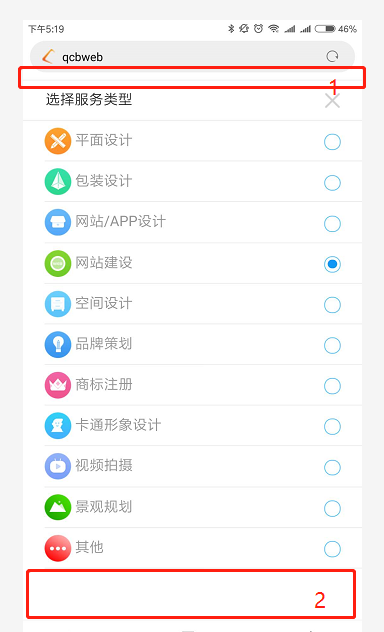 下午5:19 46%
qcbweb
1
选择服务类型
平面设计
包装设计
网站/APP设计
网站建设
空间设计
品牌策划
商标注册
卡通形象设计
视频拍摄
景观规划
其他
2